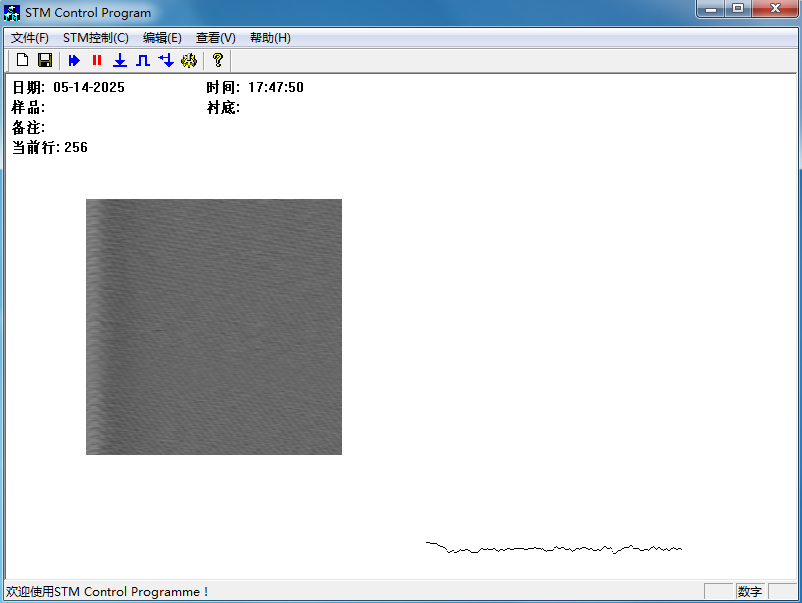 STM Control Program
文件(F) STM控制(C) 编辑(E) 查看(V) 帮助(H)
日期: 05-14-2025 时间: 17:47:50
样品: 衬底:
备注:
当前行: 256
欢迎使用STM Control Programme !
数字